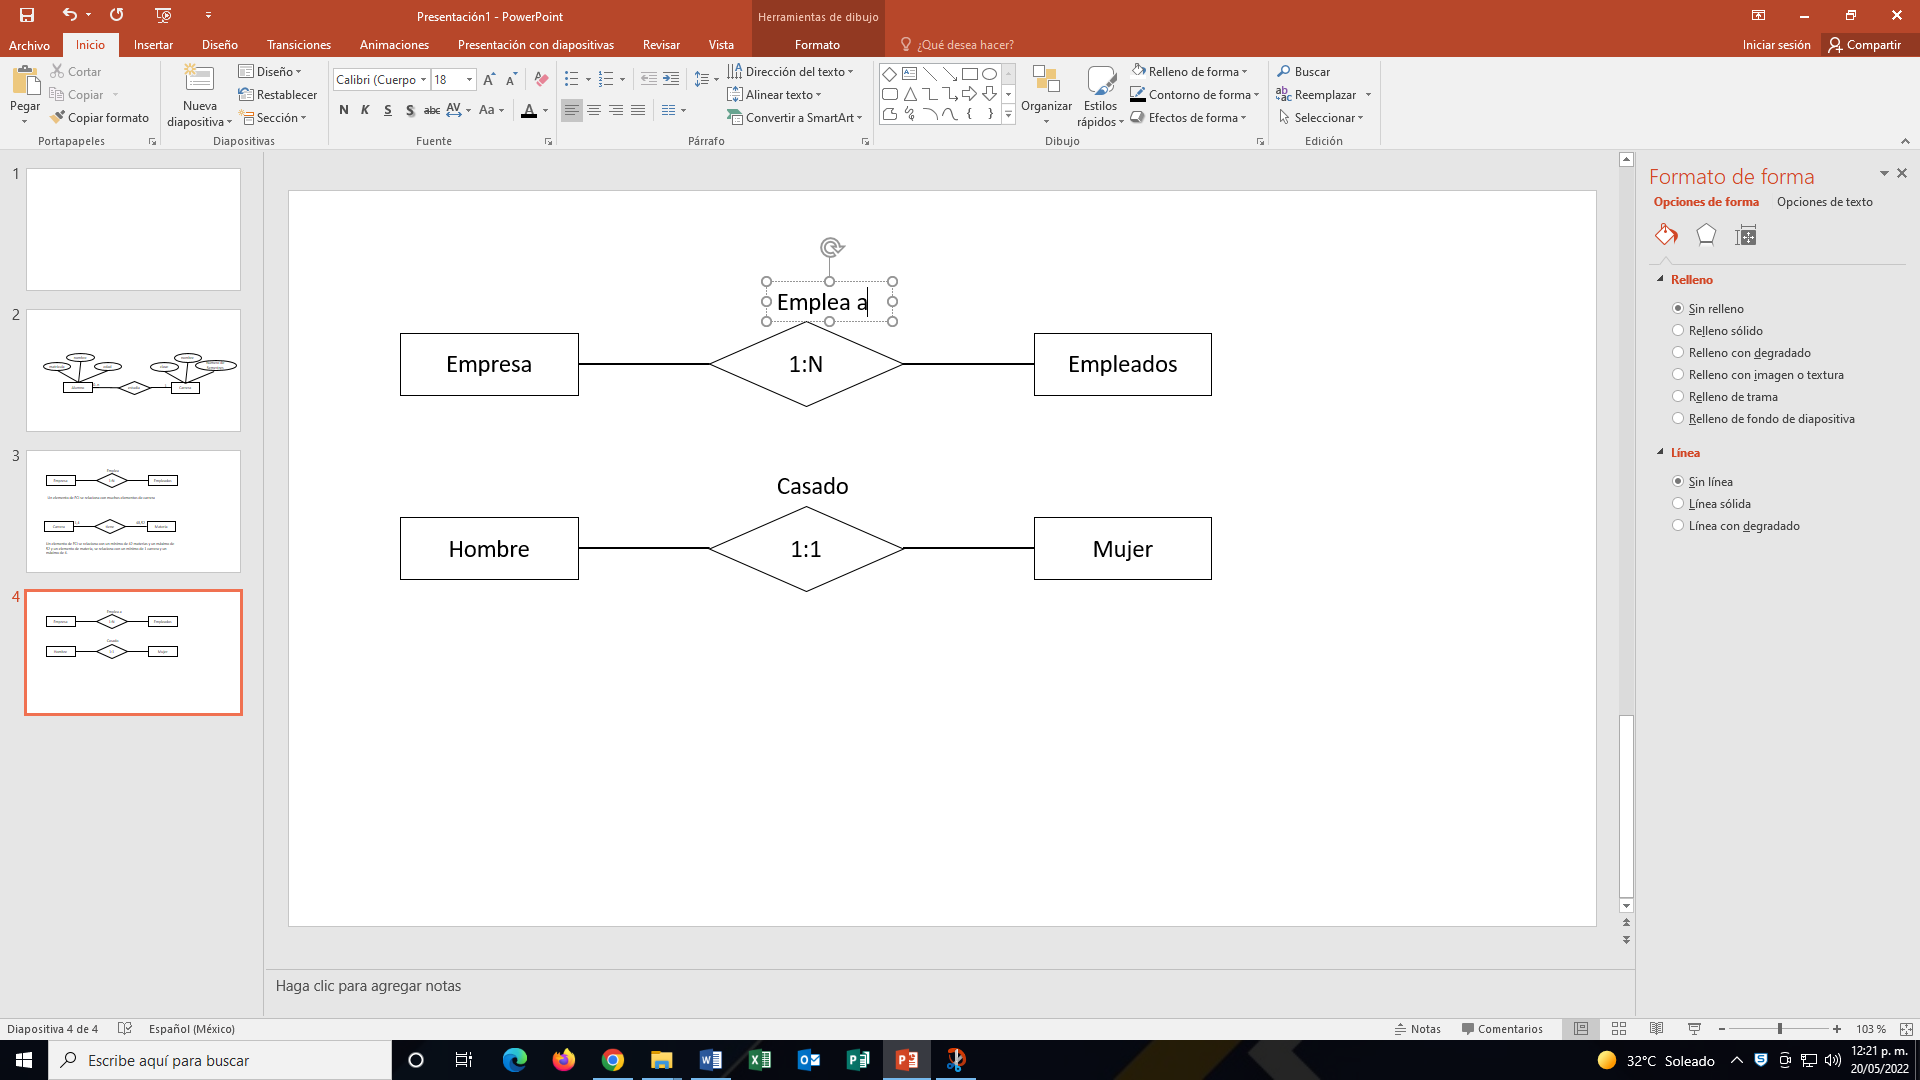 Presentación1 - PowerPoint
Herramientas de dibujo
Archivo
Inicio
Insertar
Diseño
Transiciones
Animaciones
Presentación con diapositivas
Revisar
Vista
Formato
¿Qué desea hacer?
Iniciar sesión
Compartir
Pegar
Cortar
Copiar
Copiar formato
Portapapeles
Nueva
diapositiva
Diseño
Restablecer
Sección
Diapositivas
Calibri (Cuerpo
18
N K S S abc AV Aa A
Fuente
Párrafo
Dirección del texto
Alinear texto
Convertir a SmartArt
Organizar
Estilos
rápidos
Relleno de forma
Contorno de forma
Efectos de forma
Dibujo
Buscar
Reemplazar
Seleccionar
Edición
1
2
3
4
Emplea a
Empresa
1:N
Empleados
Casado
Hombre
1:1
Mujer
Formato de forma
Opciones de forma
Opciones de texto
Relleno
Sin relleno
Relleno sólido
Relleno con degradado
Relleno con imagen o textura
Relleno de trama
Relleno de fondo de diapositiva
Línea
Sin línea
Línea sólida
Línea con degradado
Haga clic para agregar notas
Diapositiva 4 de 4
Español (México)
Notas
Comentarios
103 %
Escribe aquí para buscar
32°C Soleado
12:21 p. m.
20/05/2022